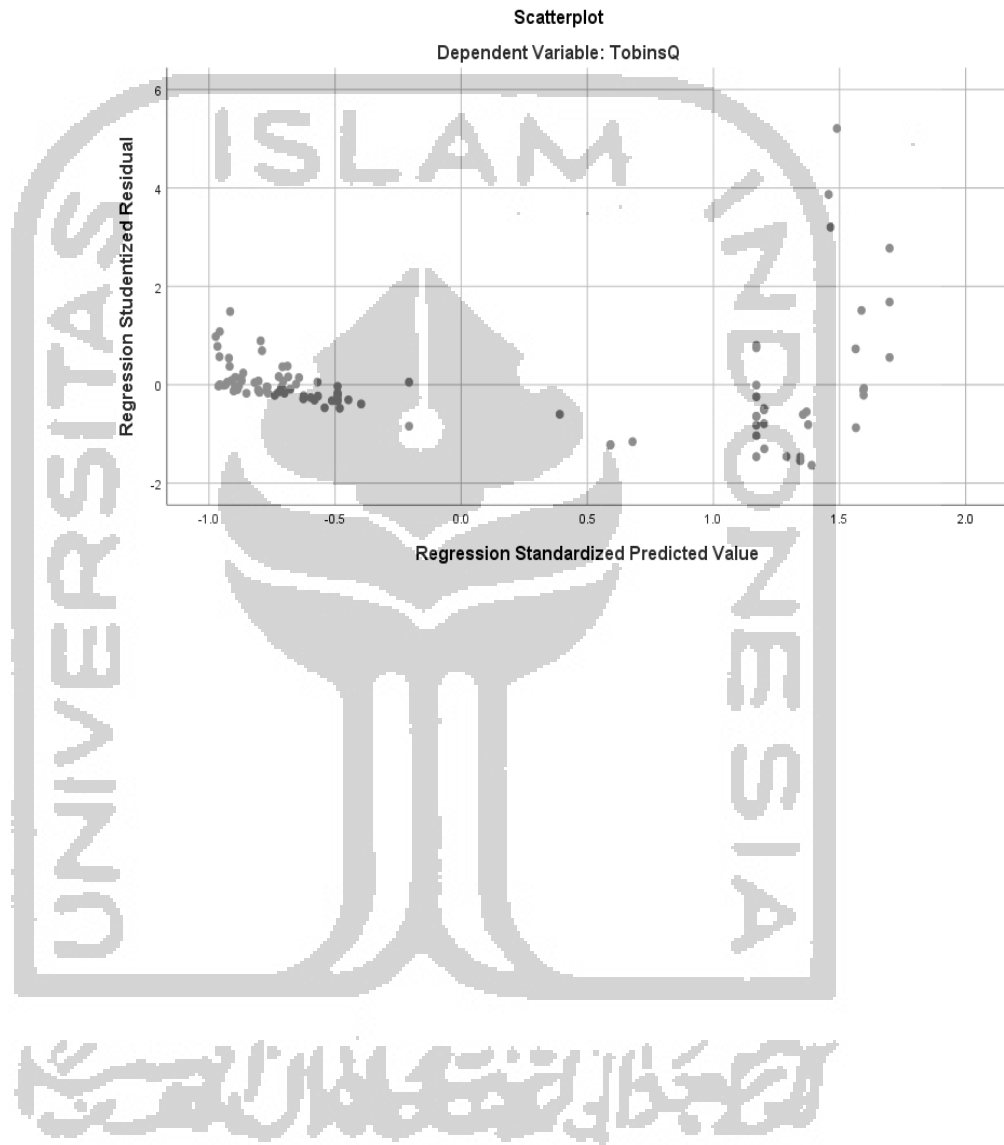 Scatterplot
Dependent Variable: TobinsQ
Regression Studentized Residual
6
4
2
0
-2
-1.0 -0.5 0.0 0.5 1.0 1.5 2.0
Regression Standardized Predicted Value
UNIVERSITAS
ISLAM
INDONESIA